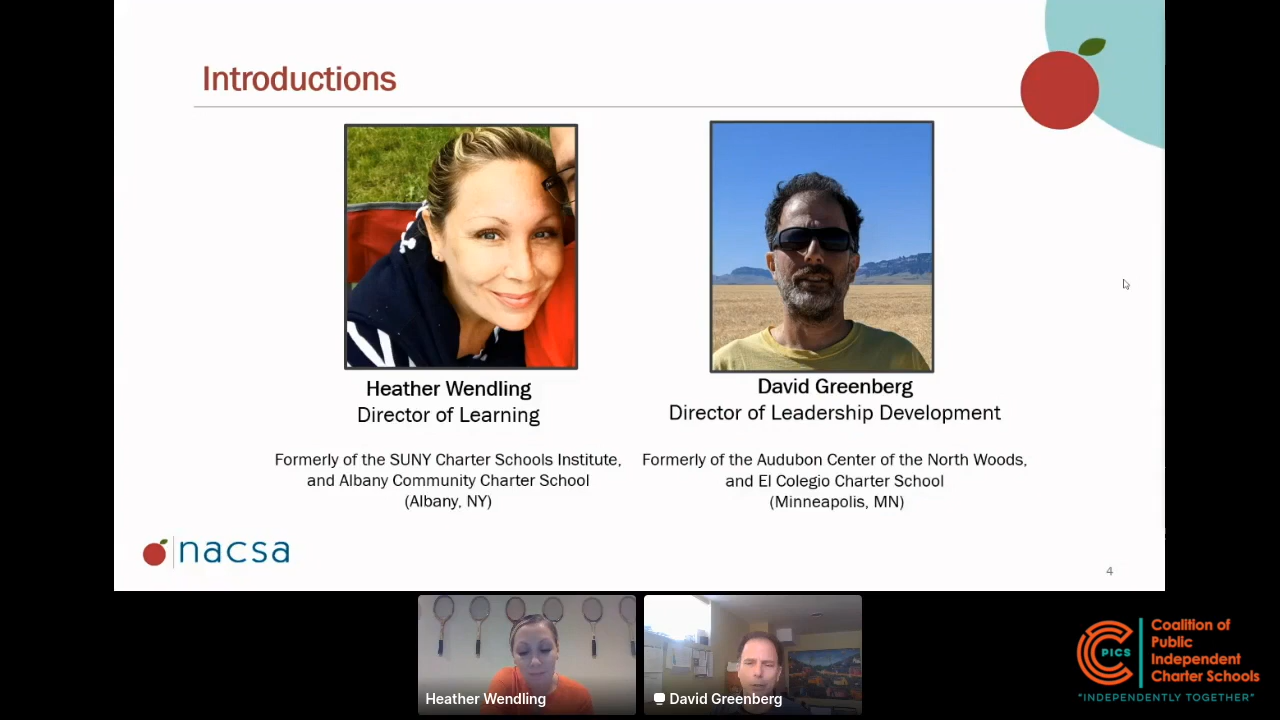 Introductions
Heather Wendling
Director of Learning
Formerly of the SUNY Charter Schools Institute,
and Albany Community Charter School
(Albany, NY)
David Greenberg
Director of Leadership Development
Formerly of the Audubon Center of the North Woods,
and El Colegio Charter School
(Minneapolis, MN)
nacsa
4
Heather Wendling
David Greenberg
PICS
Coalition of
Public
Independent
Charter Schools
"INDEPENDENTLY TOGETHER"